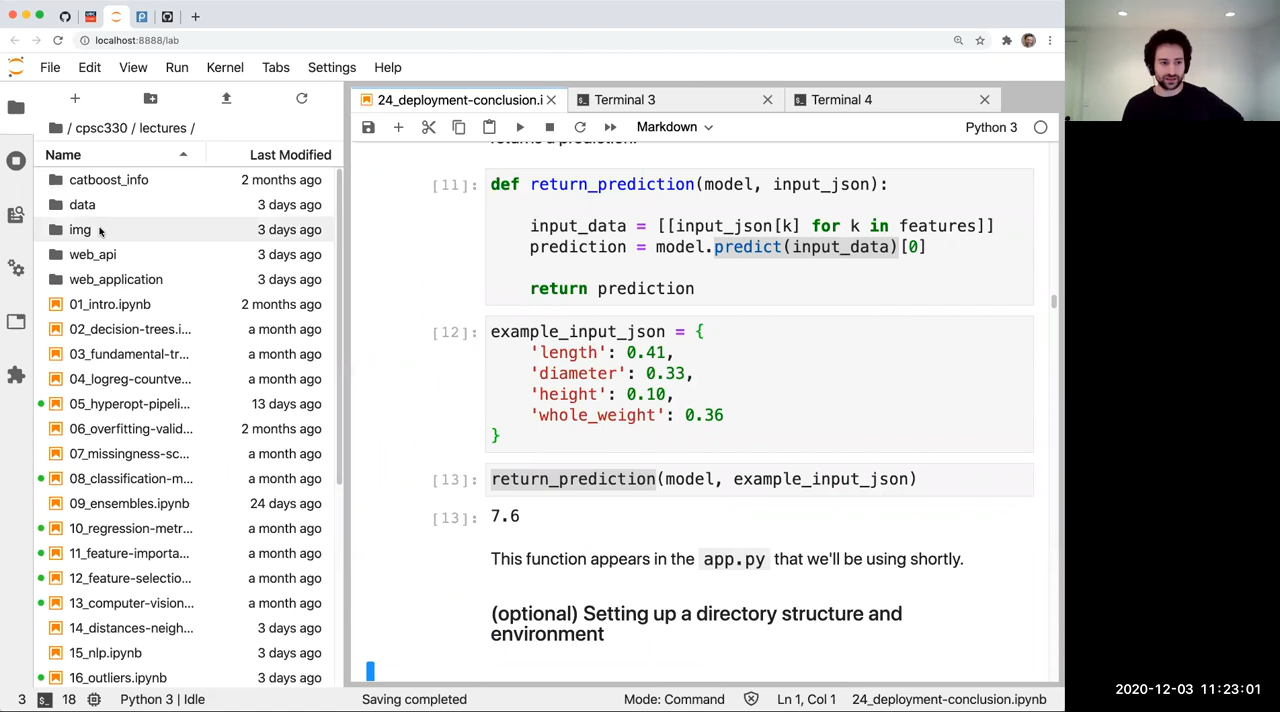 localhost:8888/lab
File Edit View Run Kernel Tabs Settings Help
24_deployment-conclusion.i
Terminal 3
Terminal 4
Markdown
Python 3
/ cpsc330 / lectures /
Name Last Modified
catboost_info 2 months ago
data 3 days ago
img 3 days ago
web_api 3 days ago
web_application 3 days ago
01_intro.ipynb 2 months ago
02_decision-trees.i... a month ago
03_fundamental-tr... a month ago
04_logreg-countve... a month ago
05_hyperopt-pipeli... 13 days ago
06_overfitting-valid... 2 months ago
07_missingness-sc... a month ago
08_classification-m... a month ago
09_ensembles.ipynb 24 days ago
10_regression-metr... a month ago
11_feature-importa... a month ago
12_feature-selectio... a month ago
13_computer-vision... a month ago
14_distances-neigh... 3 days ago
15_nlp.ipynb 3 days ago
16_outliers.ipynb 3 days ago
returns a prediction.
[11]: def return_prediction(model, input_json):
input_data = [[input_json[k] for k in features]]
prediction = model.predict(input_data)[0]
return prediction
[12]: example_input_json = {
'length': 0.41,
'diameter': 0.33,
'height': 0.10,
'whole_weight': 0.36
}
[13]: return_prediction(model, example_input_json)
[13]: 7.6
This function appears in the app.py that we'll be using shortly.
(optional) Setting up a directory structure and
environment
3 18 Python 3 | Idle Saving completed Mode: Command Ln 1, Col 1 24_deployment-conclusion.ipynb
2020-12-03 11:23:01